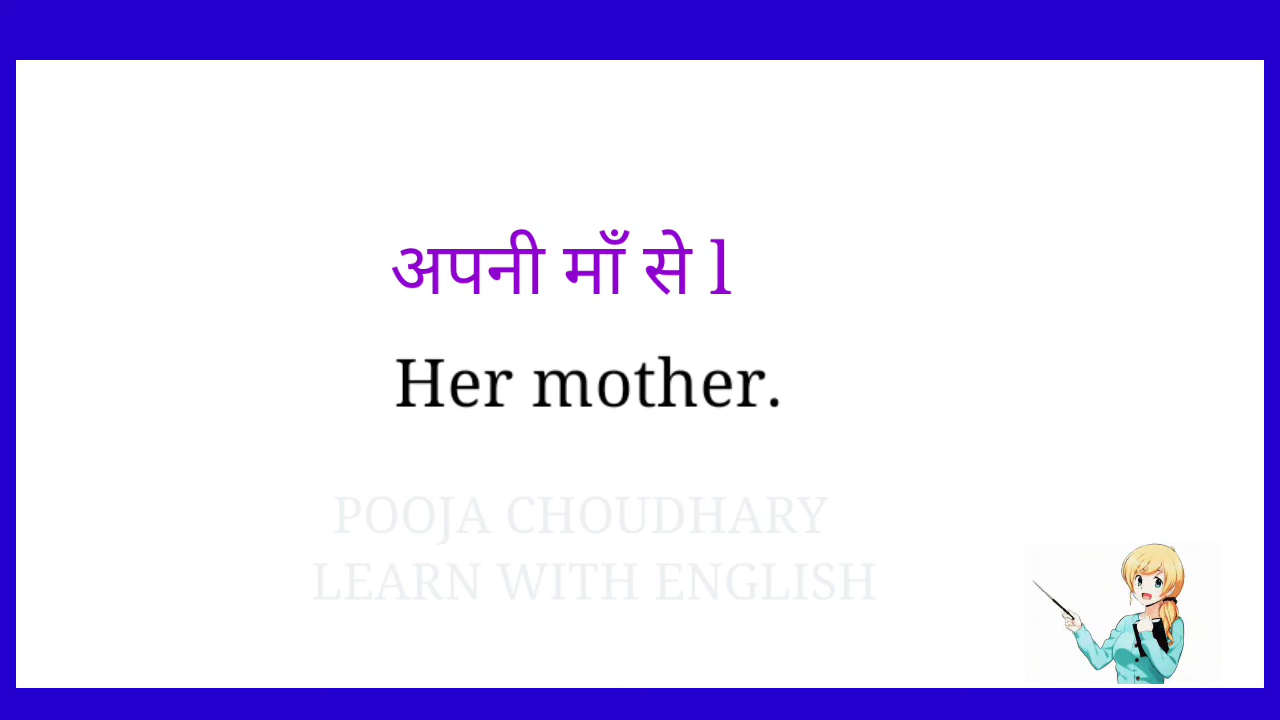 अपनी माँ से l
Her mother.
POOJA CHOUDHARY
LEARN WITH ENGLISH